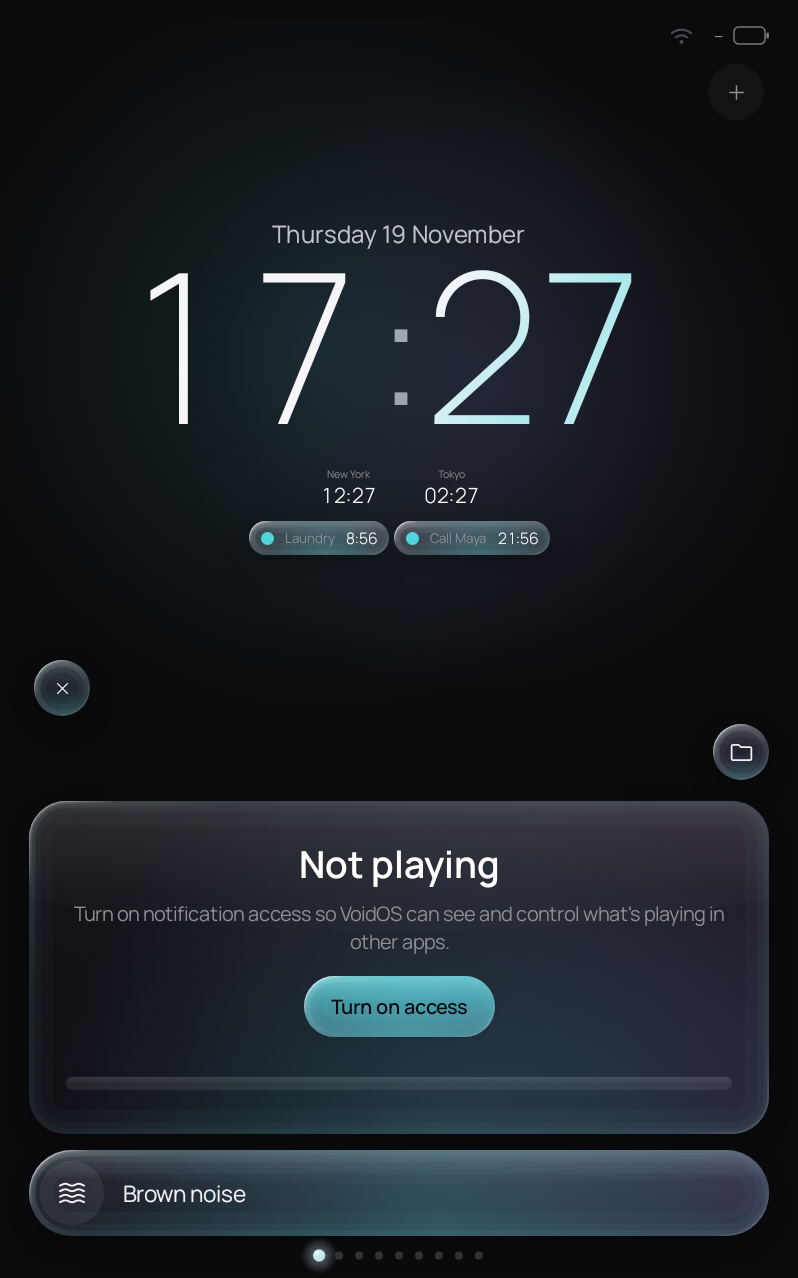 Thursday 19 November
17:27
New York Tokyo
12:27 02:27
Laundry 8:56 Call Maya 21:56
Not playing
Turn on notification access so VoidOS can see and control what's playing in
other apps.
Turn on access
Brown noise